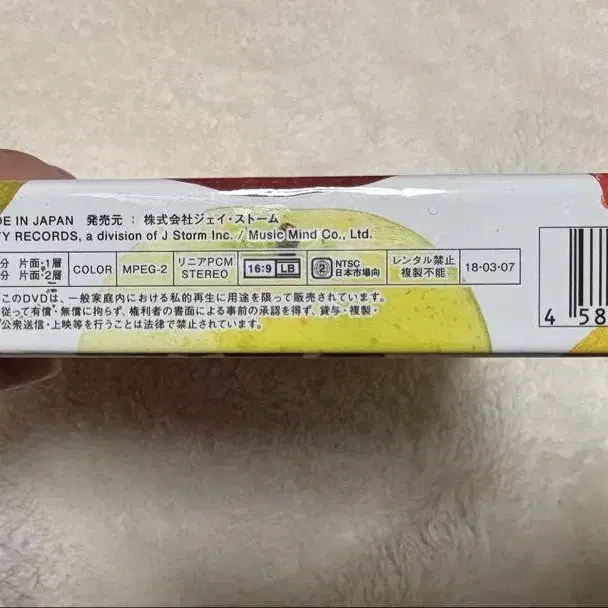 DE IN JAPAN 発売元 : 株式会社ジェイ・ストーム
TY RECORDS, a division of J Storm Inc. / Music Mind Co., Ltd.
分 片面・1層
分 片面・2層
COLOR
MPEG-2
リニアPCM
STEREO
16:9 LB
2 NTSC
日本市場向
レンタル禁止
複製不能
18・03・07
このDVDは、一般家庭内における私的再生に用途を限って販売されています。
従って有償・無償に拘らず、権利者の書面による事前の承認を得ず、貸与・複製・
公衆送信・上映等を行うことは法律で禁止されています。
4 58